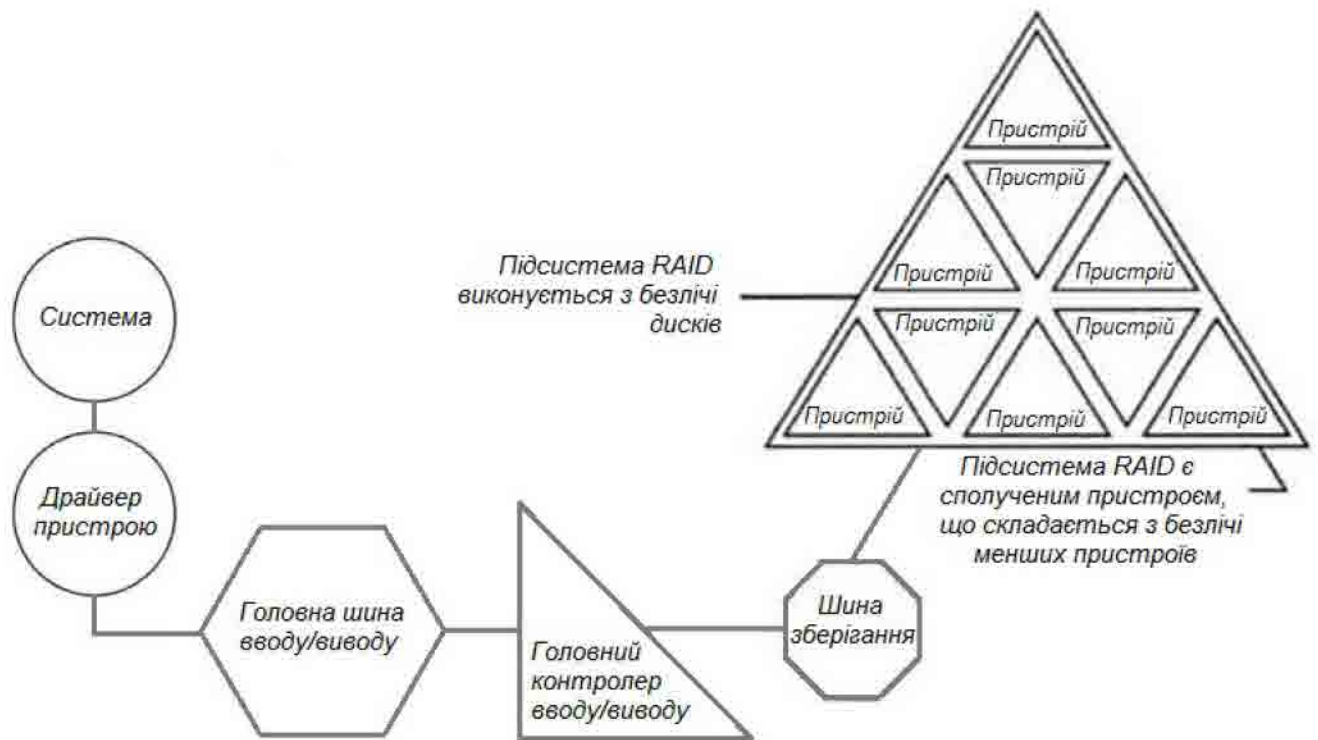 Пристрій
Пристрій
Пристрій
Пристрій
Пристрій
Пристрій
Пристрій
Пристрій
Пристрій
Підсистема RAID
виконується з безлічі
дисків
Підсистема RAID є
сполученим пристроєм,
що складається з безлічі
менших пристроїв
Система
Драйвер
пристрою
Головна шина
вводу/виводу
Головний
контролер
вводу/виводу
Шина
зберігання